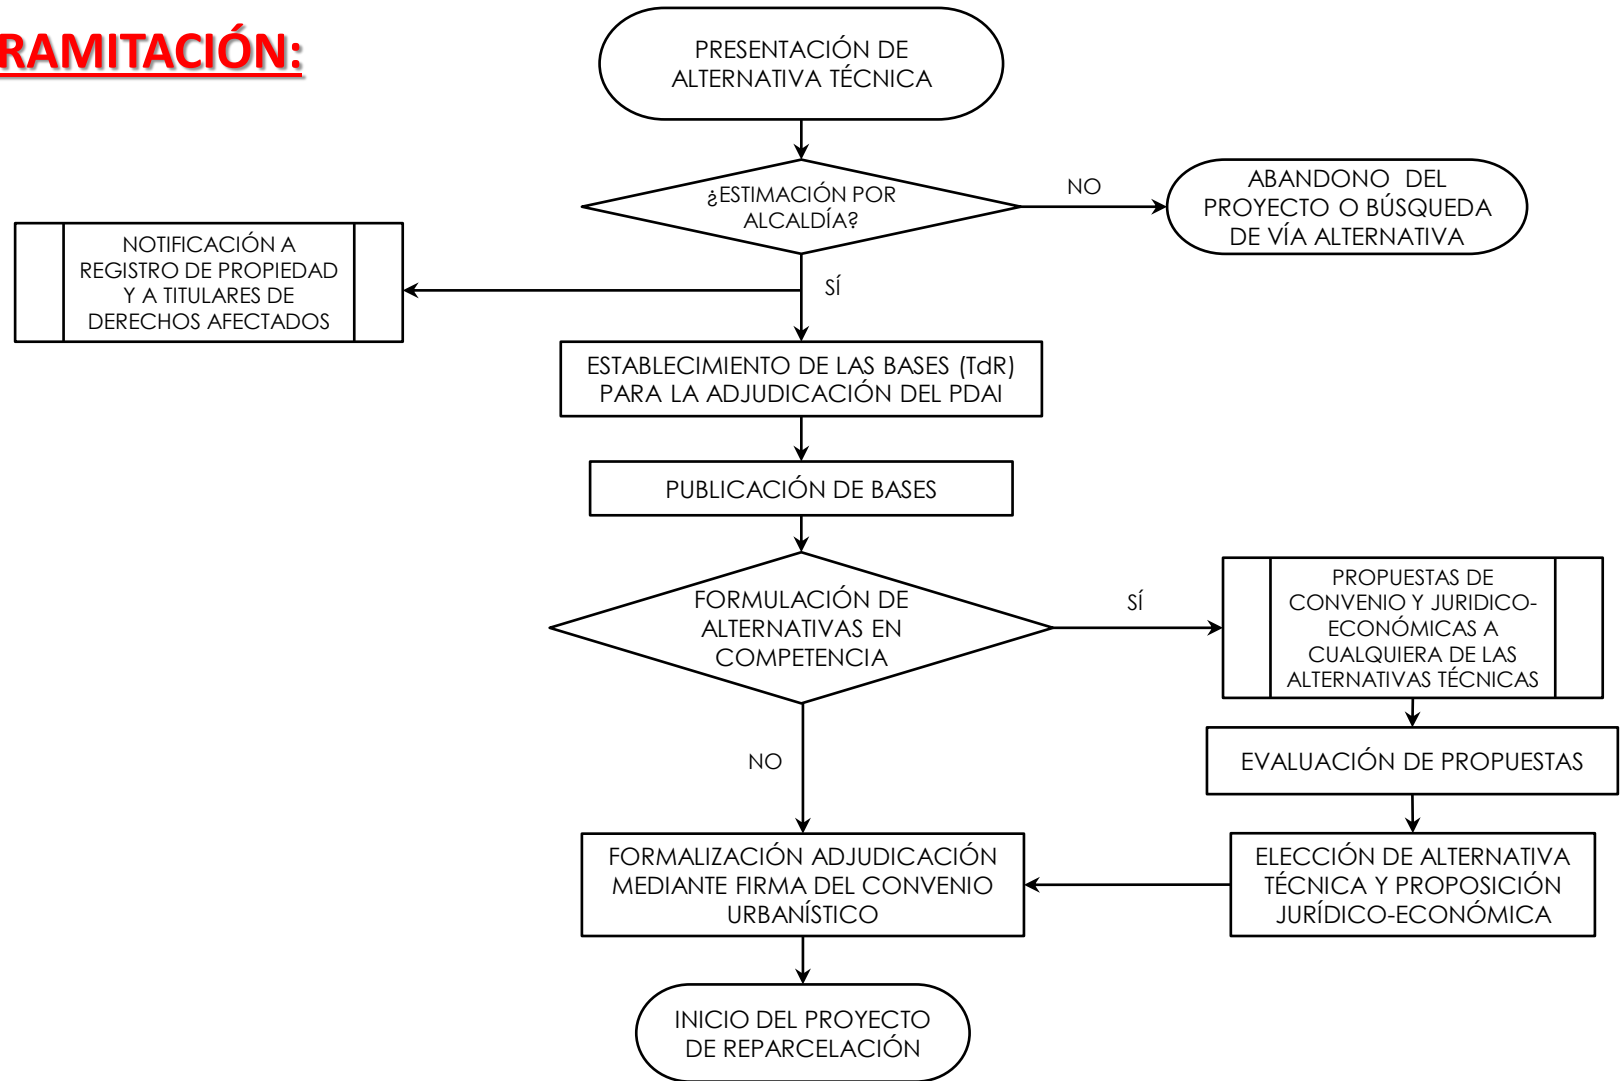 RAMITACIÓN:
PRESENTACIÓN DE
ALTERNATIVA TÉCNICA
¿ESTIMACIÓN POR
ALCALDÍA?
NO
ABANDONO DEL
PROYECTO O BÚSQUEDA
DE VÍA ALTERNATIVA
NOTIFICACIÓN A
REGISTRO DE PROPIEDAD
Y A TITULARES DE
DERECHOS AFECTADOS
SÍ
ESTABLECIMIENTO DE LAS BASES (TdR)
PARA LA ADJUDICACIÓN DEL PDAI
PUBLICACIÓN DE BASES
FORMULACIÓN DE
ALTERNATIVAS EN
COMPETENCIA
SÍ
PROPUESTAS DE
CONVENIO Y JURIDICO-
ECONÓMICAS A
CUALQUIERA DE LAS
ALTERNATIVAS TÉCNICAS
NO
EVALUACIÓN DE PROPUESTAS
FORMALIZACIÓN ADJUDICACIÓN
MEDIANTE FIRMA DEL CONVENIO
URBANÍSTICO
ELECCIÓN DE ALTERNATIVA
TÉCNICA Y PROPOSICIÓN
JURÍDICO-ECONÓMICA
INICIO DEL PROYECTO
DE REPARCELACIÓN